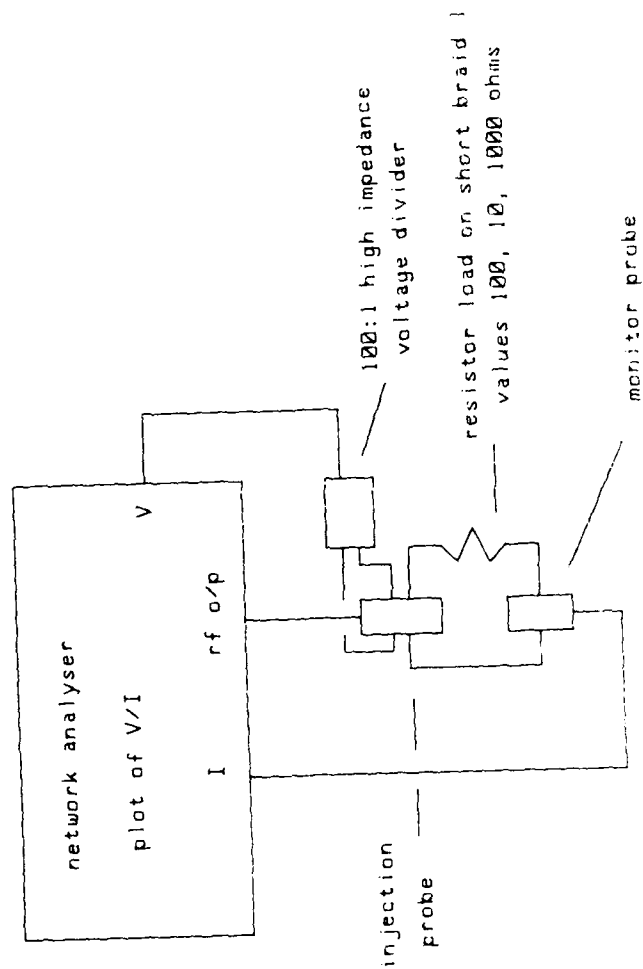 network analyser
plot of V/I
I
rf o/p
V
100:1 high impedance
voltage divider
resistor load on short braid
values 100, 10, 1000 ohms
injection
probe
monitor probe